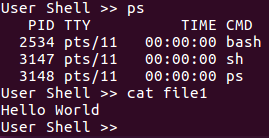 User Shell >> ps
PID TTY TIME CMD
2534 pts/11 00:00:00 bash
3147 pts/11 00:00:00 sh
3148 pts/11 00:00:00 ps
User Shell >> cat file1
Hello World
User Shell >>